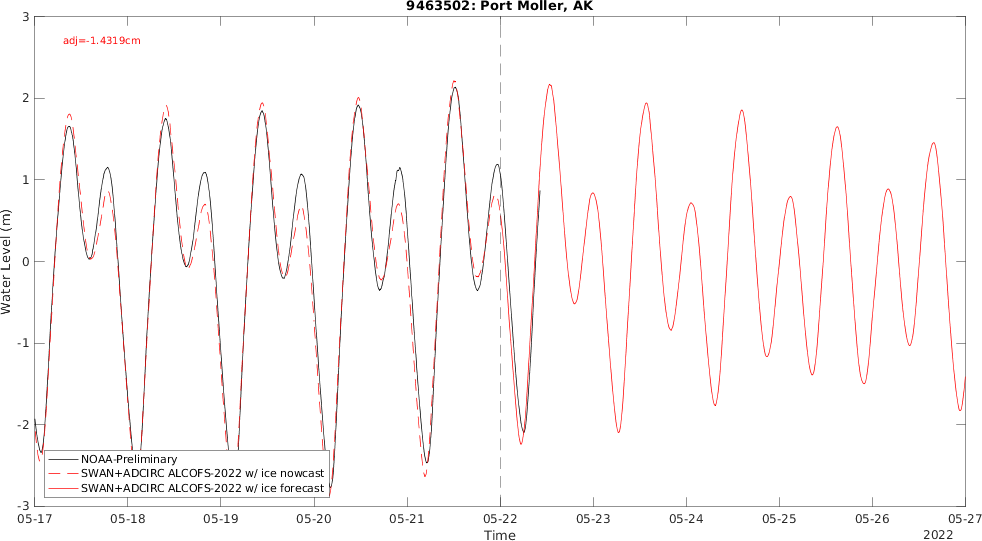 9463502: Port Moller, AK
adj=-1.4319cm
Water Level (m)
3
2
1
0
-1
-2
-3
NOAA-Preliminary
SWAN+ADCIRC ALCOFS-2022 w/ ice nowcast
SWAN+ADCIRC ALCOFS-2022 w/ ice forecast
05-17 05-18 05-19 05-20 05-21 05-22 05-23 05-24 05-25 05-26 05-27
Time
2022